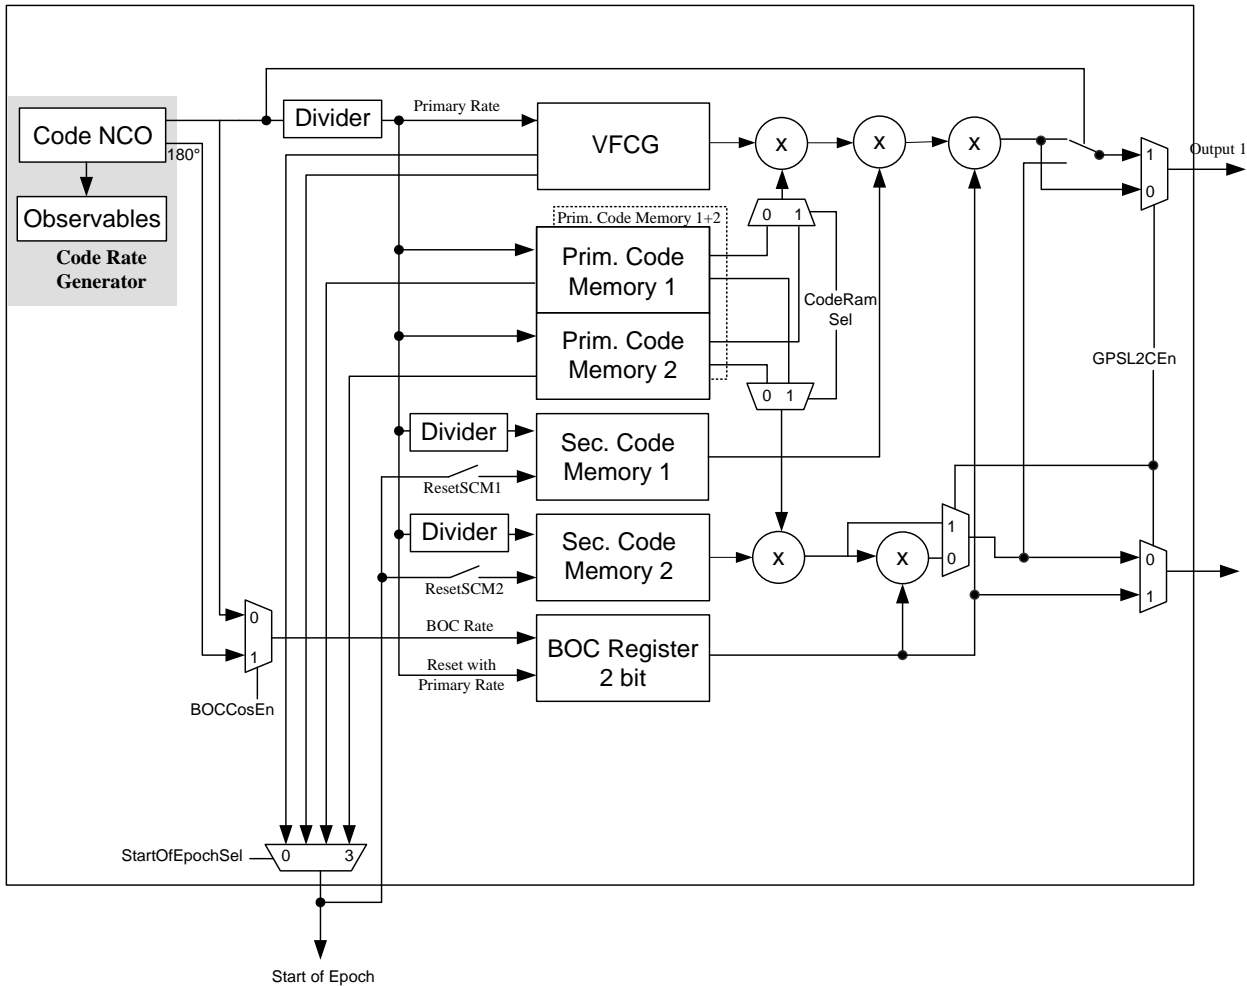 Code NCO
180°
Observables
Code Rate
Generator
Divider
Primary Rate
VFCG
x
x
x
1
0
Output 1
0 1
Prim. Code Memory 1+2
Prim. Code
Memory 1
CodeRam
Sel
Prim. Code
Memory 2
0 1
GPSL2CEn
Divider
Sec. Code
Memory 1
ResetSCM1
Divider
Sec. Code
Memory 2
ResetSCM2
x
x
1
0
0
1
0
1
BOCCosEn
BOC Rate
Reset with
Primary Rate
BOC Register
2 bit
StartOfEpochSel
0 3
Start of Epoch